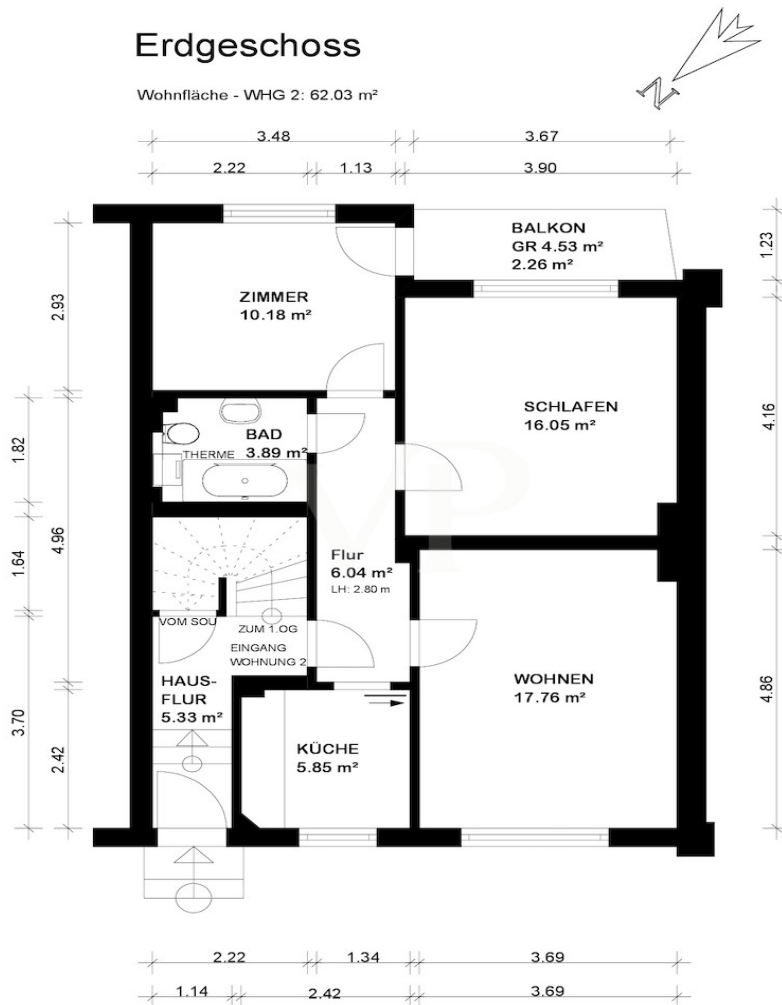 Erdgeschoss
Wohnfläche - WHG 2: 62.03 m²
N
3.48
3.67
2.22
1.13
3.90
BALKON
GR 4.53 m²
2.26 m²
1.23
2.93
ZIMMER
10.18 m²
SCHLAFEN
16.05 m²
4.16
1.82
BAD
3.89 m²
THERME
VP
4.96
1.64
Flur
6.04 m²
LH: 2.80 m
VOM SOU
ZUM 1.OG
EINGANG
WOHNUNG 2
HAUS-
FLUR
5.33 m²
WOHNEN
17.76 m²
4.86
3.70
2.42
KÜCHE
5.85 m²
2.22
1.34
3.69
1.14
2.42
3.69